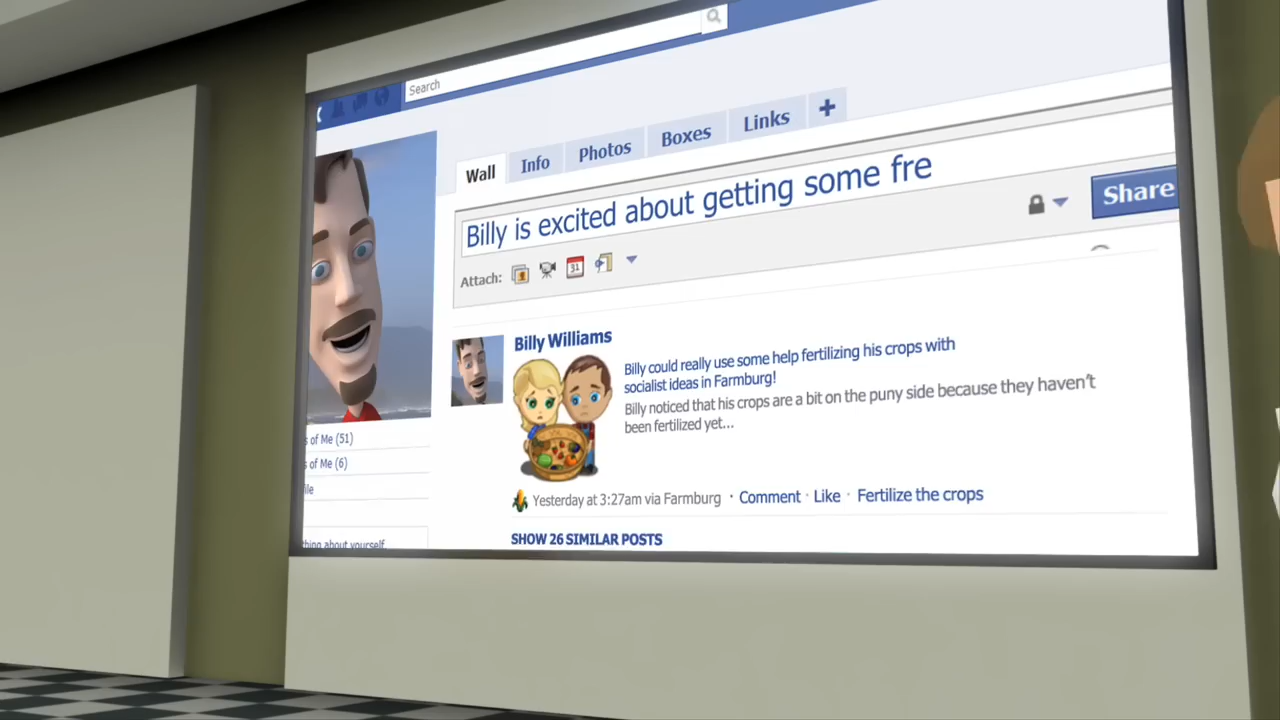 Search
Wall Info Photos Boxes Links +
Billy is excited about getting some fre
Share
Attach: 31
Billy Williams
Billy could really use some help fertilizing his crops with
socialist ideas in Farmburg!
Billy noticed that his crops are a bit on the puny side because they haven't
been fertilized yet...
Yesterday at 3:27am via Farmburg · Comment · Like · Fertilize the crops
SHOW 26 SIMILAR POSTS
s of Me (51)
s of Me (6)
ile
thing about yourself